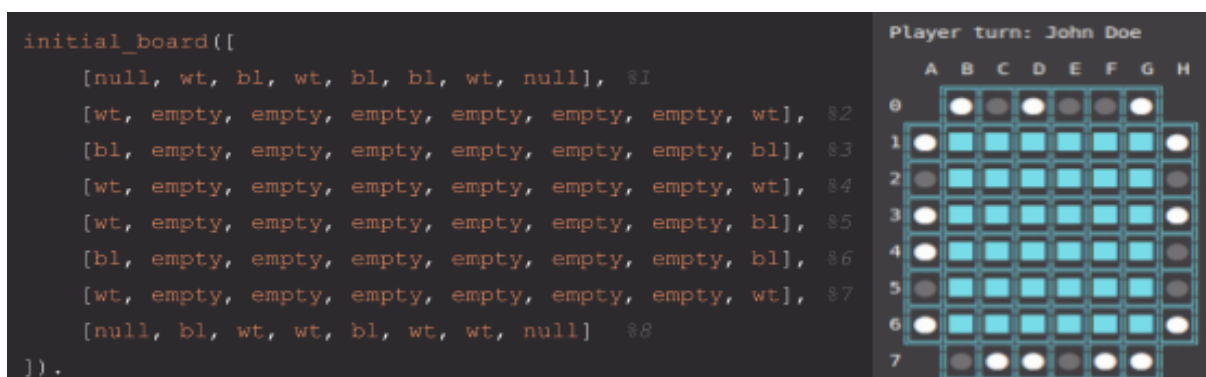 initial_board([
[null, wt, bl, wt, bl, bl, wt, null], %1
[wt, empty, empty, empty, empty, empty, empty, wt], %2
[bl, empty, empty, empty, empty, empty, empty, bl], %3
[wt, empty, empty, empty, empty, empty, empty, wt], %4
[wt, empty, empty, empty, empty, empty, empty, bl], %5
[bl, empty, empty, empty, empty, empty, empty, bl], %6
[wt, empty, empty, empty, empty, empty, empty, wt], %7
[null, bl, wt, wt, bl, wt, wt, null] %8
]).
Player turn: John Doe
A B C D E F G H
0
1
2
3
4
5
6
7